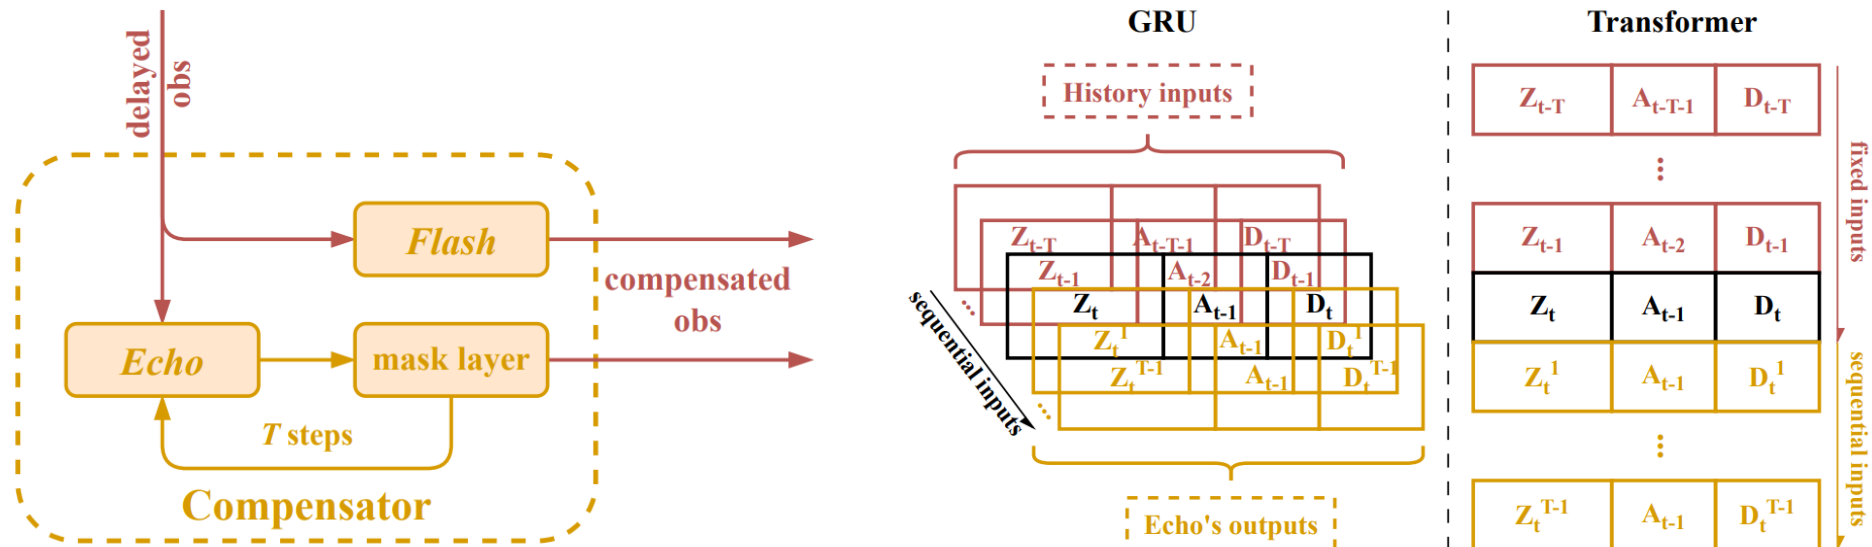 delayed
obs
Flash
compensated
obs
Echo
mask layer
T steps
Compensator
GRU
History inputs
Z_{t-T} A_{t-T-1} D_{t-T}
Z_{t-1} A_{t-2} D_{t-1}
Z_t A_{t-1} D_t
Z_t^1 A_{t-1} D_t^1
Z_t^{T-1} A_{t-1} D_t^{T-1}
...
sequential inputs
...
Echo's outputs
Transformer
Z_{t-T} A_{t-T-1} D_{t-T}
...
Z_{t-1} A_{t-2} D_{t-1}
Z_t A_{t-1} D_t
Z_t^1 A_{t-1} D_t^1
...
Z_t^{T-1} A_{t-1} D_t^{T-1}
fixed inputs
sequential inputs